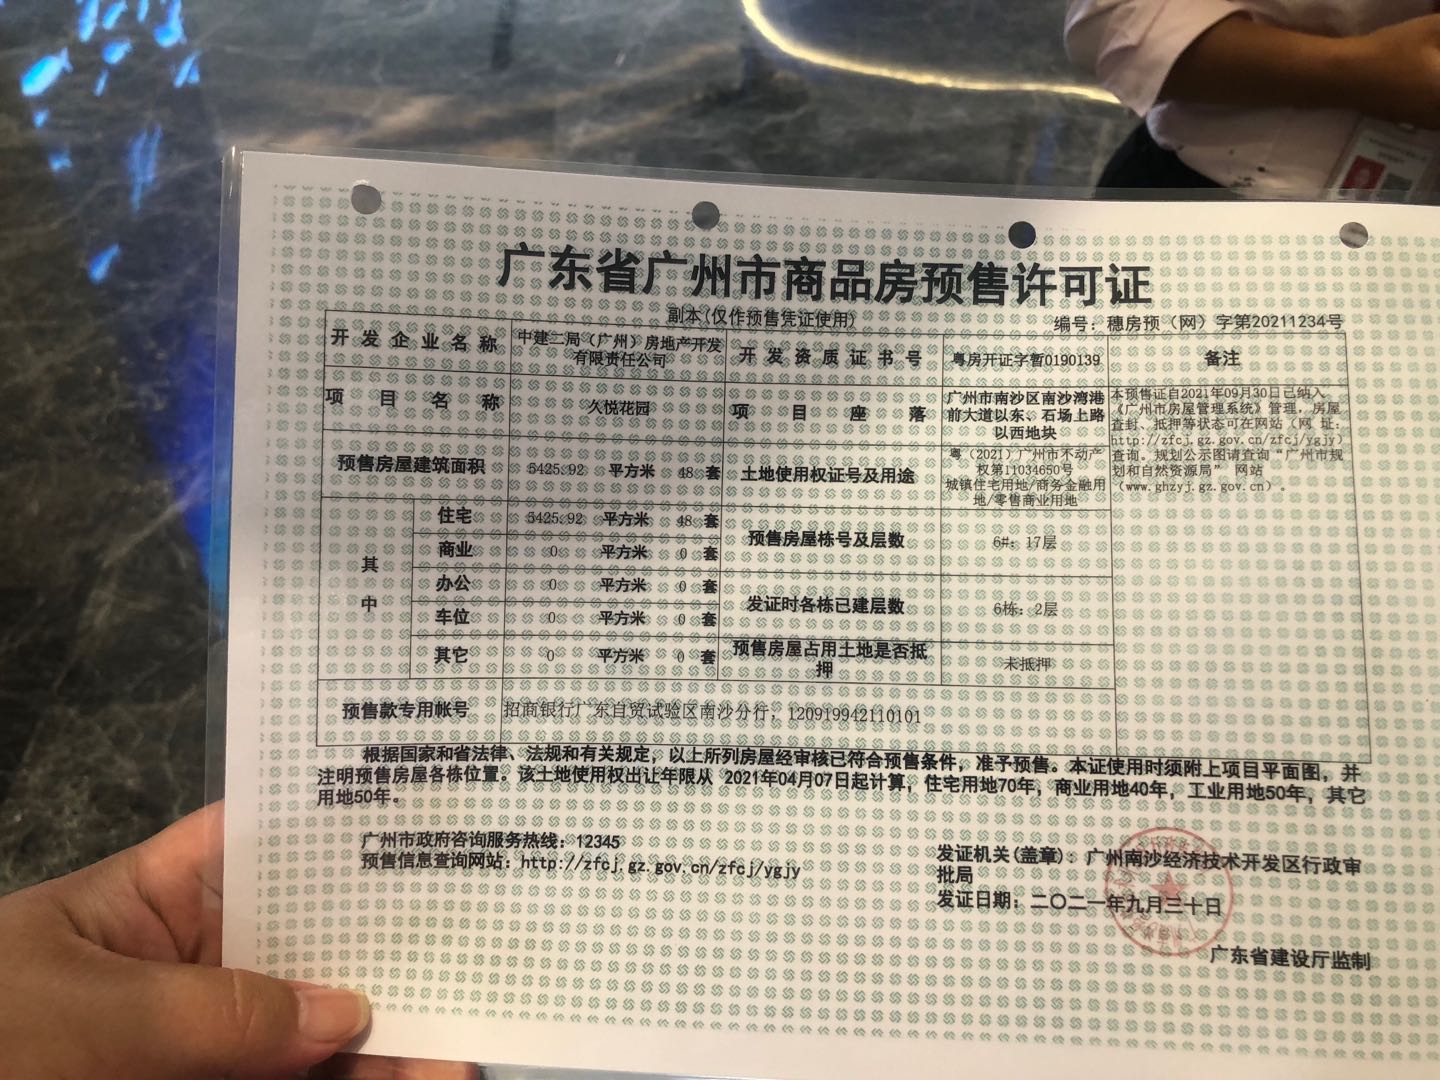 广东省广州市商品房预售许可证
副本(仅作预售凭证使用)
编号：穗房预（网）字第20211234号
开发企业名称
中建二局（广州）房地产开发
有限责任公司
开发资质证书号
粤房开证字暂0190139
备注
项目名称
久悦花园
项目座落
广州市南沙区南沙湾港
前大道以东、石场上路
以西地块
本预售证自2021年09月30日已纳入
《广州市房屋管理系统》管理，房屋
查封、抵押等状态可在网站（网 址:
http://zfcj.gz.gov.cn/zfcj/ygjy）
查询。规划公示图请查询“广州市规
划和自然资源局” 网站
（www.ghzyj.gz.gov.cn）。
预售房屋建筑面积
5425.92 平方米 48 套
土地使用权证号及用途
粤（2021）广州市不动产
权第11034650号
城镇住宅用地/商务金融用
地/零售商业用地
其中
住宅 5425.92 平方米 48 套
商业 0 平方米 0 套
办公 0 平方米 0 套
车位 0 平方米 0 套
其它 0 平方米 0 套
预售房屋栋号及层数
6#：17层
发证时各栋已建层数
6栋：2层
预售房屋占用土地是否抵
押
未抵押
预售款专用帐号
招商银行广东自贸试验区南沙分行，120919942110101
根据国家和省法律、法规和有关规定，以上所列房屋经审核已符合预售条件，准予预售。本证使用时须附上项目平面图，并
注明预售房屋各栋位置。该土地使用权出让年限从 2021年04月07日起计算，住宅用地70年，商业用地40年，工业用地50年，其它
用地50年。
广州市政府咨询服务热线：12345
预售信息查询网站：http://zfcj.gz.gov.cn/zfcj/ygjy
发证机关(盖章)：广州南沙经济技术开发区行政审
批局
发证日期：二〇二一年九月三十日
广东省建设厅监制